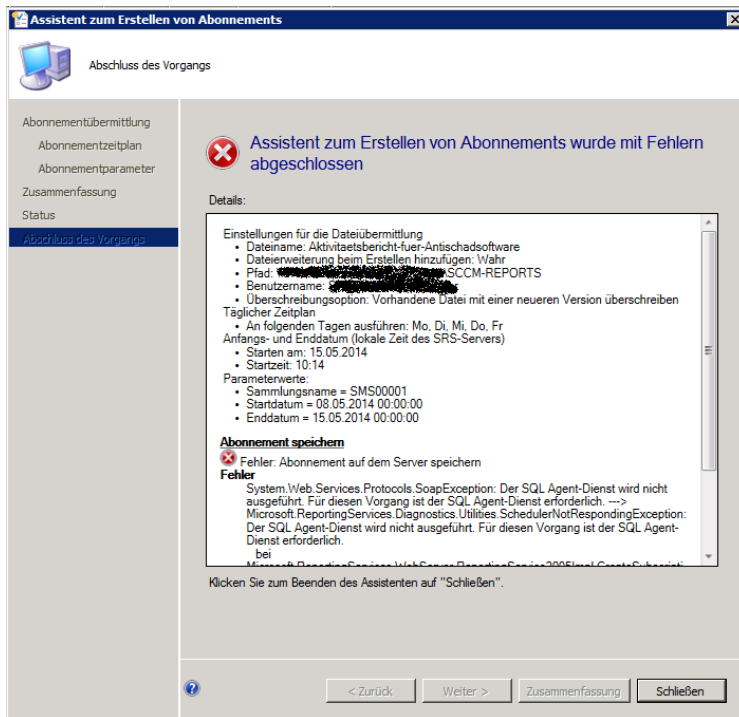 Assistent zum Erstellen von Abonnements
Abschluss des Vorgangs
Abonnementübermittlung
Abonnementzeitplan
Abonnementparameter
Zusammenfassung
Status
Abschluss des Vorgangs
Assistent zum Erstellen von Abonnements wurde mit Fehlern
abgeschlossen
Details:
Einstellungen für die Dateiübermittlung
• Dateiname: Aktivitaetsbericht-fuer-Antischadsoftware
• Dateierweiterung beim Erstellen hinzufügen: Wahr
• Pfad: SCCM-REPORTS
• Benutzername:
• Überschreibungsoption: Vorhandene Datei mit einer neueren Version überschreiben
Täglicher Zeitplan
• An folgenden Tagen ausführen: Mo, Di, Mi, Do, Fr
Anfangs- und Enddatum (lokale Zeit des SRS-Servers)
• Starten am: 15.05.2014
• Startzeit: 10:14
Parameterwerte:
• Sammlungsname = SMS00001
• Startdatum = 08.05.2014 00:00:00
• Enddatum = 15.05.2014 00:00:00
Abonnement speichern
Fehler: Abonnement auf dem Server speichern
Fehler
System.Web.Services.Protocols.SoapException: Der SQL Agent-Dienst wird nicht
ausgeführt. Für diesen Vorgang ist der SQL Agent-Dienst erforderlich. --->
Microsoft.ReportingServices.Diagnostics.Utilities.SchedulerNotRespondingException:
Der SQL Agent-Dienst wird nicht ausgeführt. Für diesen Vorgang ist der SQL Agent-
Dienst erforderlich.
bei
Klicken Sie zum Beenden des Assistenten auf "Schließen".
< Zurück
Weiter >
Zusammenfassung
Schließen